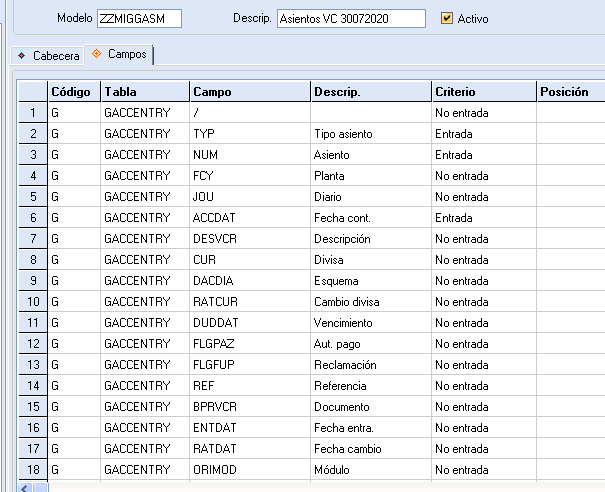 Modelo ZZMIGGASM Descrip. Asientos VC 30072020 Activo
Cabecera Campos
Código Tabla Campo Descrip. Criterio Posición
1 G GACCENTRY / No entrada
2 G GACCENTRY TYP Tipo asiento Entrada
3 G GACCENTRY NUM Asiento Entrada
4 G GACCENTRY FCY Planta No entrada
5 G GACCENTRY JOU Diario No entrada
6 G GACCENTRY ACCDAT Fecha cont. Entrada
7 G GACCENTRY DESVCR Descripción No entrada
8 G GACCENTRY CUR Divisa No entrada
9 G GACCENTRY DACDIA Esquema No entrada
10 G GACCENTRY RATCUR Cambio divisa No entrada
11 G GACCENTRY DUDDAT Vencimiento No entrada
12 G GACCENTRY FLGPAZ Aut. pago No entrada
13 G GACCENTRY FLGFUP Reclamación No entrada
14 G GACCENTRY REF Referencia No entrada
15 G GACCENTRY BPRVCR Documento No entrada
16 G GACCENTRY ENTDAT Fecha entra. No entrada
17 G GACCENTRY RATDAT Fecha cambio No entrada
18 G GACCENTRY ORIMOD Módulo No entrada